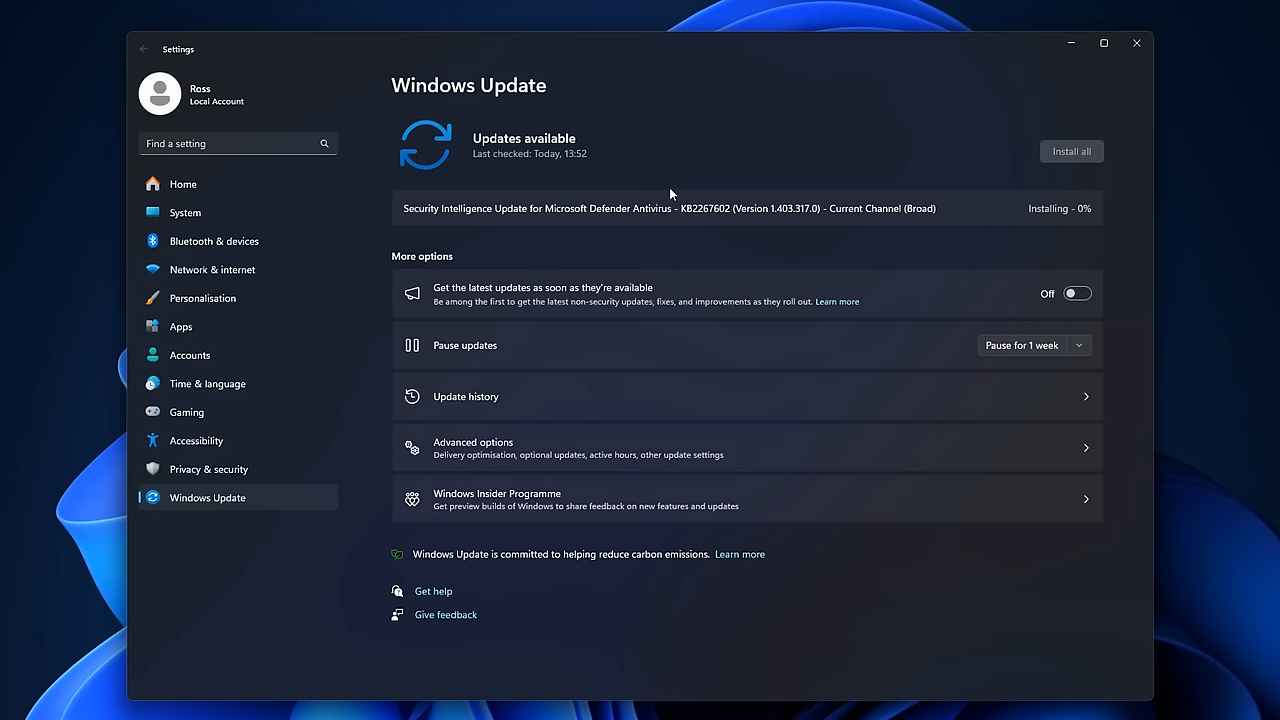 Settings
Ross
Local Account
Find a setting
Home
System
Bluetooth & devices
Network & internet
Personalisation
Apps
Accounts
Time & language
Gaming
Accessibility
Privacy & security
Windows Update
Windows Update
Updates available
Last checked: Today, 13:52
Install all
Security Intelligence Update for Microsoft Defender Antivirus - KB2267602 (Version 1.403.317.0) - Current Channel (Broad) Installing - 0%
More options
Get the latest updates as soon as they're available
Be among the first to get the latest non-security updates, fixes, and improvements as they roll out. Learn more
Off
Pause updates Pause for 1 week
Update history
Advanced options
Delivery optimisation, optional updates, active hours, other update settings
Windows Insider Programme
Get preview builds of Windows to share feedback on new features and updates
Windows Update is committed to helping reduce carbon emissions. Learn more
Get help
Give feedback